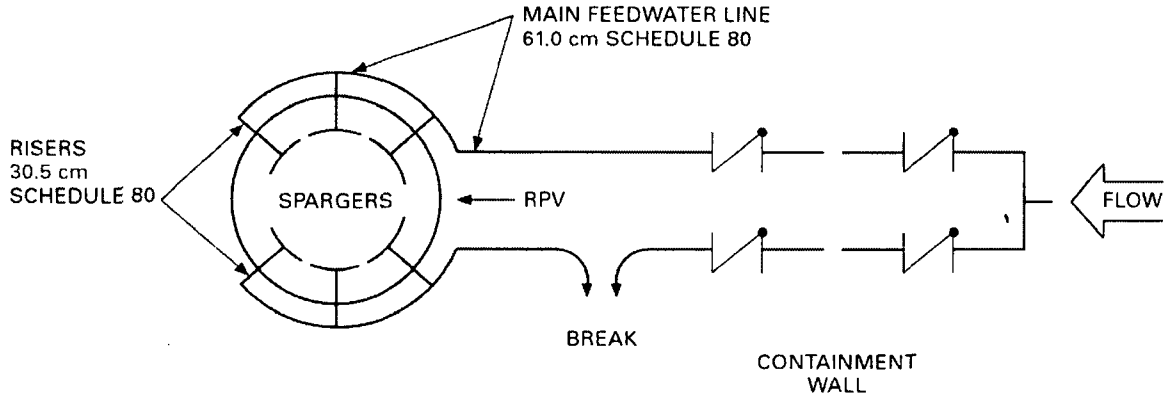 MAIN FEEDWATER LINE
61.0 cm SCHEDULE 80
RISERS
30.5 cm
SCHEDULE 80
SPARGERS
RPV
FLOW
BREAK
CONTAINMENT
WALL